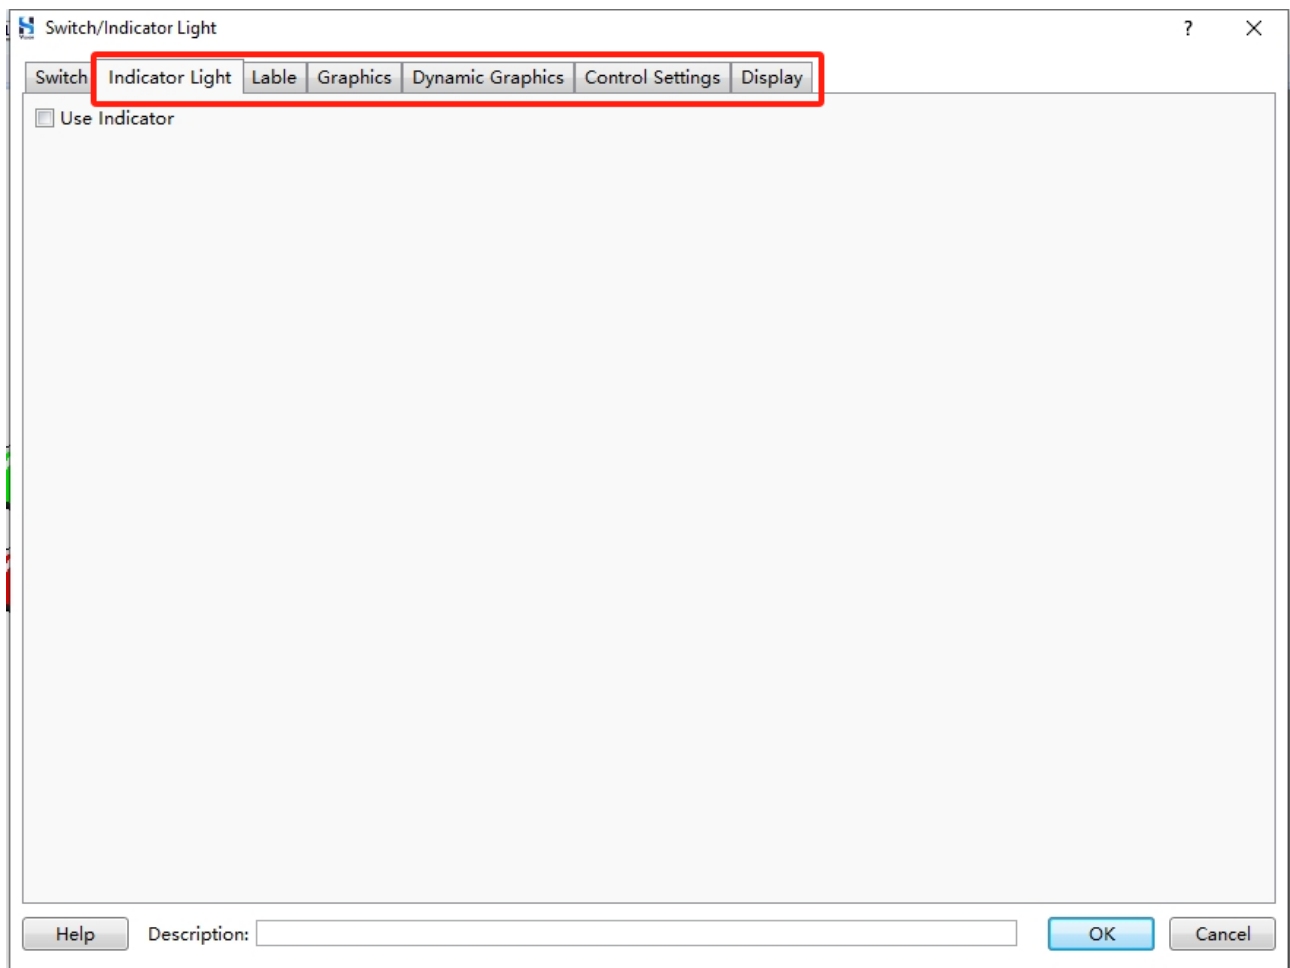 Switch/Indicator Light ?
Switch Indicator Light Lable Graphics Dynamic Graphics Control Settings Display
Use Indicator
Help Description: OK Cancel